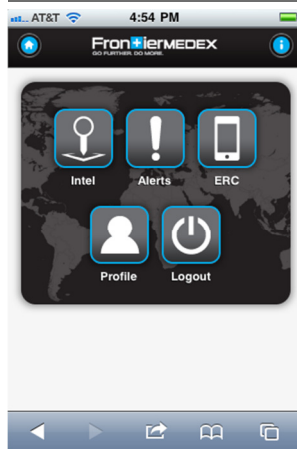 AT&T 4:54 PM
FronTierMEDEX
GO FURTHER. DO MORE.
Intel Alerts ERC
Profile Logout